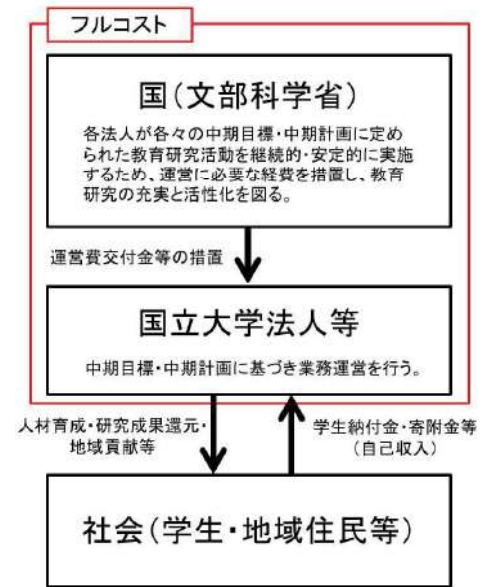 フルコスト
国(文部科学省)
各法人が各々の中期目標・中期計画に定め
られた教育研究活動を継続的・安定的に実施
するため、運営に必要な経費を措置し、教育
研究の充実と活性化を図る。
運営費交付金等の措置
国立大学法人等
中期目標・中期計画に基づき業務運営を行う。
人材育成・研究成果還元・
地域貢献等
学生納付金・寄附金等
(自己収入)
社会(学生・地域住民等)